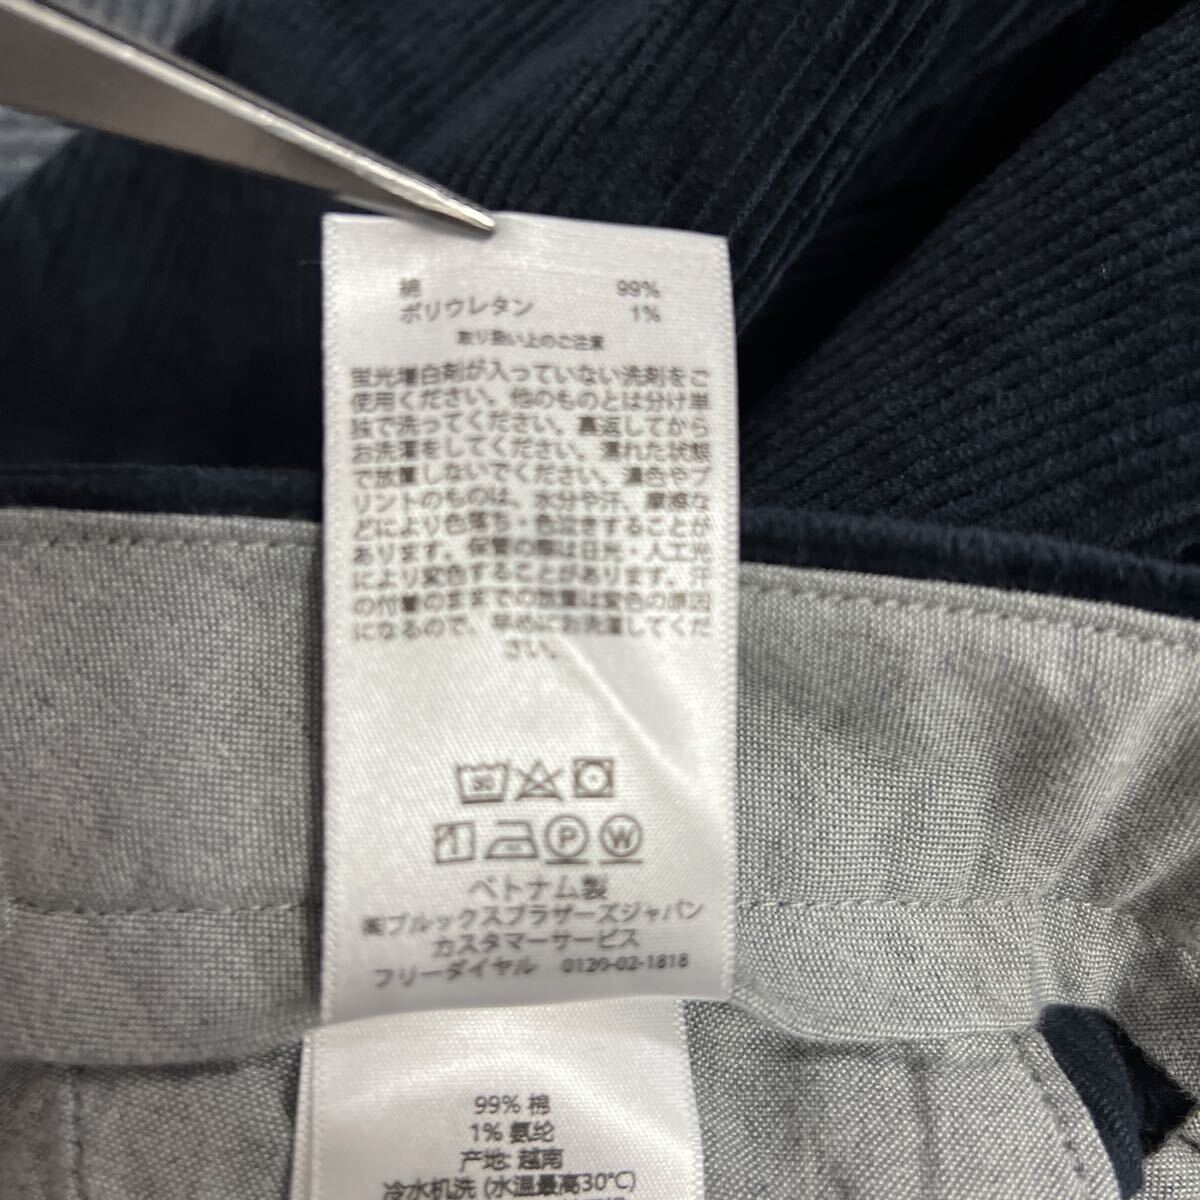 綿 99%
ポリウレタン 1%
取り扱い上のご注意
蛍光増白剤が入っていない洗剤をご
使用ください。他のものとは分け単
独で洗ってください。裏返してから
お洗濯をしてください。濡れた状態
で放置しないでください。濃色やプ
リントのものは、水分や汗、摩擦な
どにより色落ち・色泣きすることが
あります。保管の際は日光・人工光
により変色することがあります。汗
の付着のままでの放置は変色の原因
になるので、早めにお洗濯してくだ
さい。
30
P W
ベトナム製
㈱ブルックスブラザーズジャパン
カスタマーサービス
フリーダイヤル 0120-02-1818
99% 棉
1% 氨纶
产地: 越南
冷水机洗 (水温最高30℃)